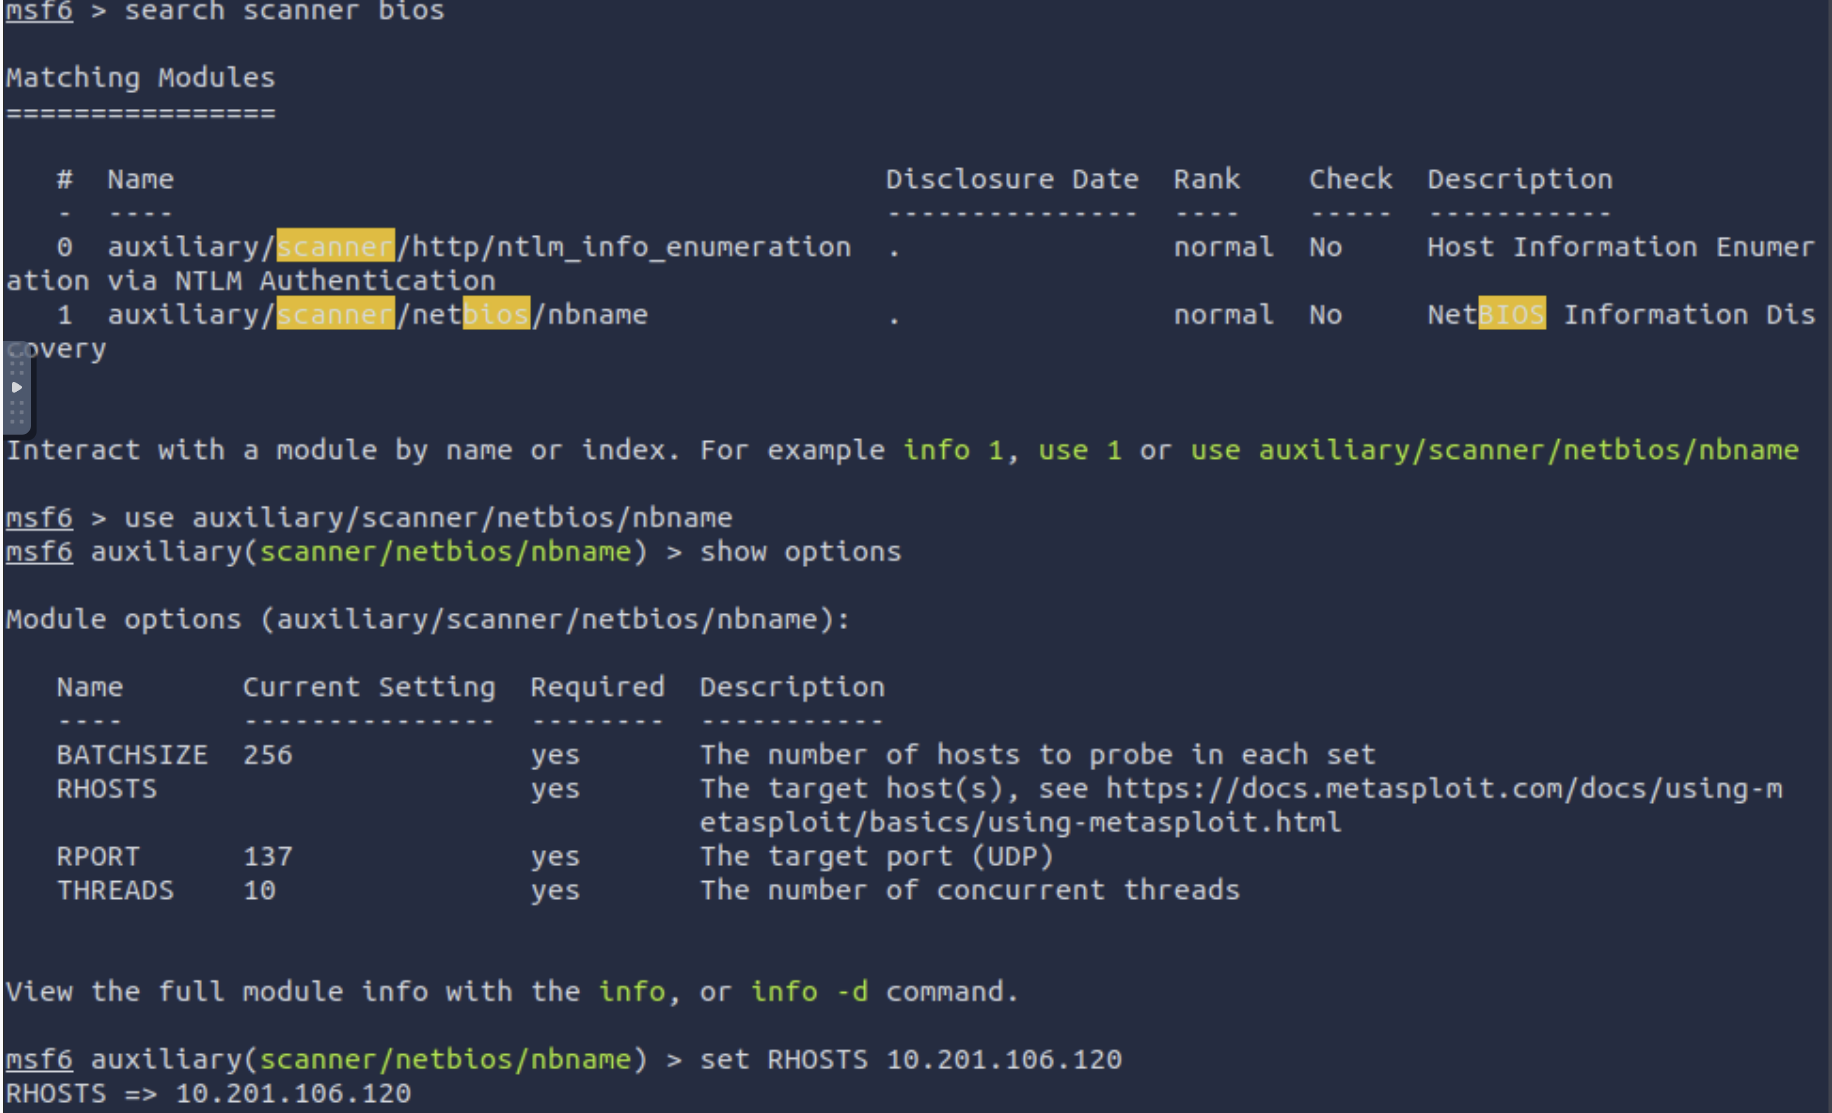 msf6 > search scanner bios
Matching Modules
================
#  Name                                         Disclosure Date  Rank    Check  Description
-  ----                                         ---------------  ----    -----  -----------
0  auxiliary/scanner/http/ntlm_info_enumeration  .                normal  No     Host Information Enumer
ation via NTLM Authentication
1  auxiliary/scanner/netbios/nbname              .                normal  No     NetBIOS Information Dis
covery
Interact with a module by name or index. For example info 1, use 1 or use auxiliary/scanner/netbios/nbname
msf6 > use auxiliary/scanner/netbios/nbname
msf6 auxiliary(scanner/netbios/nbname) > show options
Module options (auxiliary/scanner/netbios/nbname):
Name       Current Setting  Required  Description
----       ---------------  --------  -----------
BATCHSIZE  256              yes       The number of hosts to probe in each set
RHOSTS                      yes       The target host(s), see https://docs.metasploit.com/docs/using-m
etasploit/basics/using-metasploit.html
RPORT      137              yes       The target port (UDP)
THREADS    10               yes       The number of concurrent threads
View the full module info with the info, or info -d command.
msf6 auxiliary(scanner/netbios/nbname) > set RHOSTS 10.201.106.120
RHOSTS => 10.201.106.120